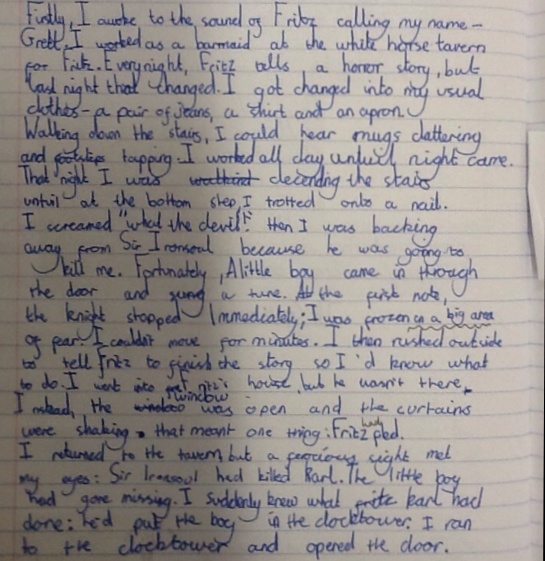 Firstly, I awoke to the sound of Fritz calling my name -
Gretl. I worked as a barmaid at the white horse tavern
for Fritz. Every night, Fritz tells a horror story, but
last night that changed. I got changed into my usual
clothes - a pair of jeans, a shirt and an apron.
Walking down the stairs, I could hear mugs clattering
and footsteps tapping. I worked all day untill night came.
That night I was decending the stairs
untill at the bottom step, I trotted onto a nail.
I screamed "what the devil!" then I was backing
away from Sir Ironsoul because he was going to
kill me. Fortunately, A little boy came in through
the door and sung a tune. At the first note,
the knight stopped Immediately; I was frozen in a big area
of fear. I couldn't move for minutes. I then rushed outside
to tell Fritz to finish the story so I'd know what
to do. I went into Fritz's house, but he wasn't there,
Instead, the window was open and the curtains
were shaking, that meant one thing: Fritz had fled.
I returned to the tavern but a ferocious sight met
my eyes: Sir Ironsoul had killed Karl. The little boy
had gone missing. I suddenly knew what Karl had
done: he'd put the boy in the clocktower. I ran
to the clocktower and opened the door.